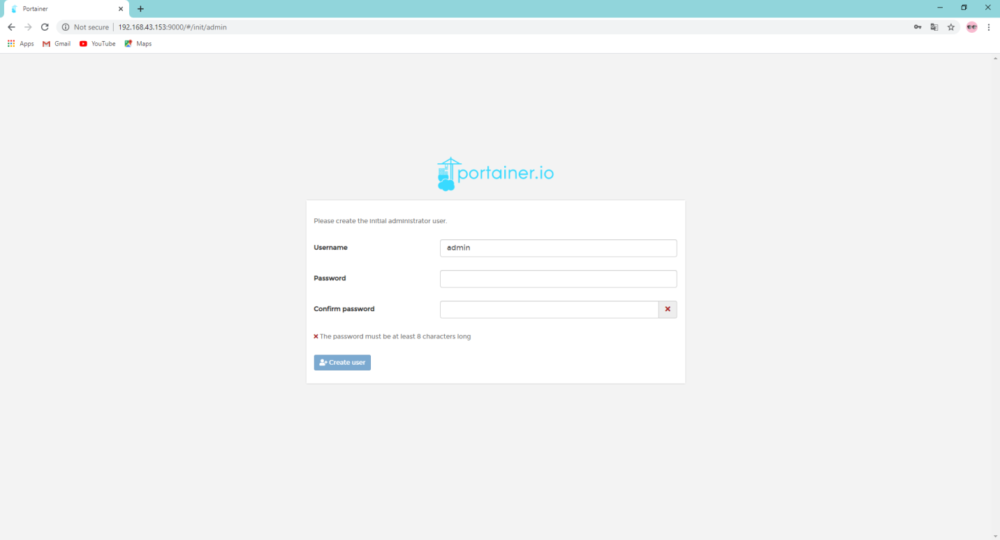 Portainer
Not secure | 192.168.43.153:9000/#/init/admin
Apps Gmail YouTube Maps
portainer.io
Please create the initial administrator user.
Username admin
Password
Confirm password
The password must be at least 8 characters long
Create user